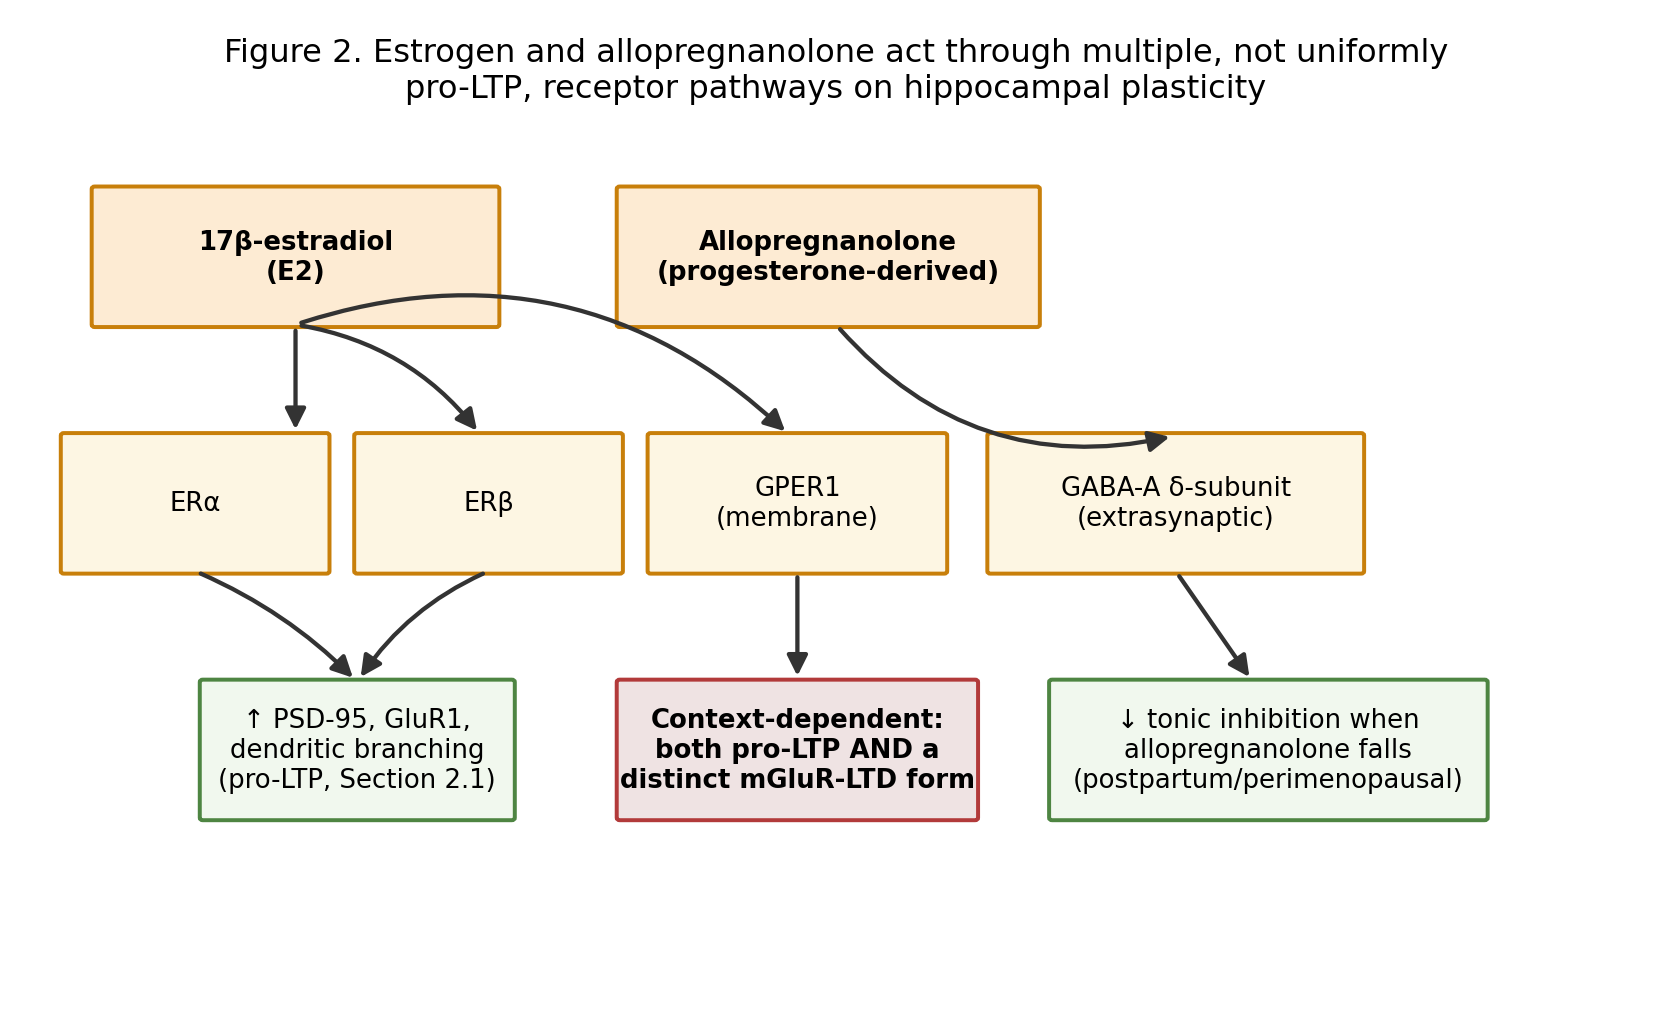 Figure 2. Estrogen and allopregnanolone act through multiple, not uniformly
pro-LTP, receptor pathways on hippocampal plasticity
17β-estradiol
(E2)
Allopregnanolone
(progesterone-derived)
ERα
ERβ
GPER1
(membrane)
GABA-A δ-subunit
(extrasynaptic)
↑ PSD-95, GluR1,
dendritic branching
(pro-LTP, Section 2.1)
Context-dependent:
both pro-LTP AND a
distinct mGluR-LTD form
↓ tonic inhibition when
allopregnanolone falls
(postpartum/perimenopausal)